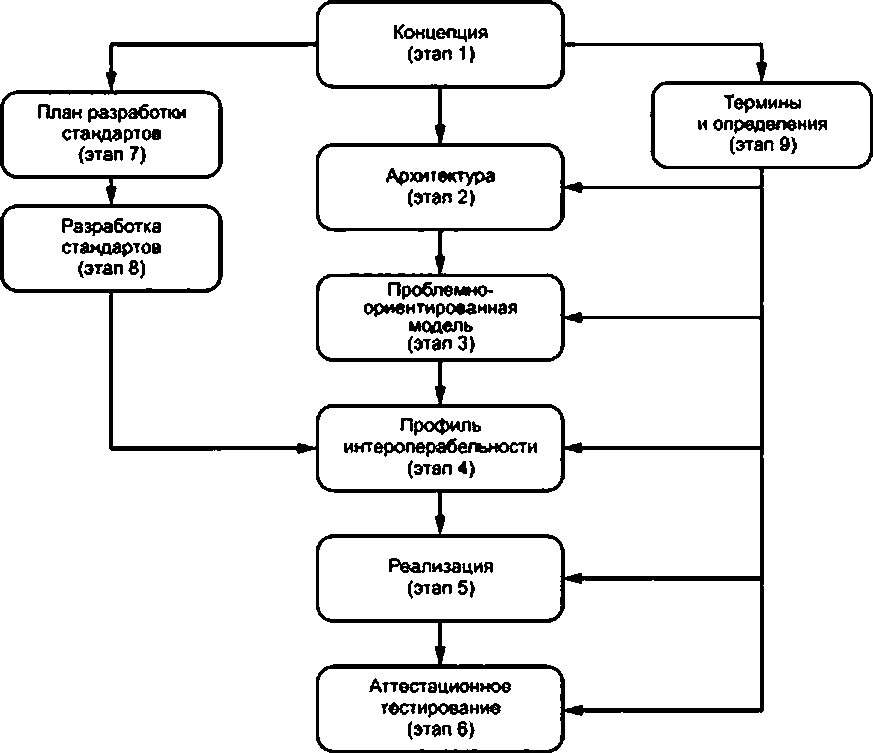 Концепция
(этап 1)
План разработки
стандартов
(этап 7)
Термины
и определения
(этап 9)
Архитектура
(этап 2)
Разработка
стандартов
(этап 8)
Проблемно-
ориентированная
модель
(этап 3)
Профиль
интероперабельности
(этап 4)
Реализация
(этап 5)
Аттестационное
тестирование
(этап 6)